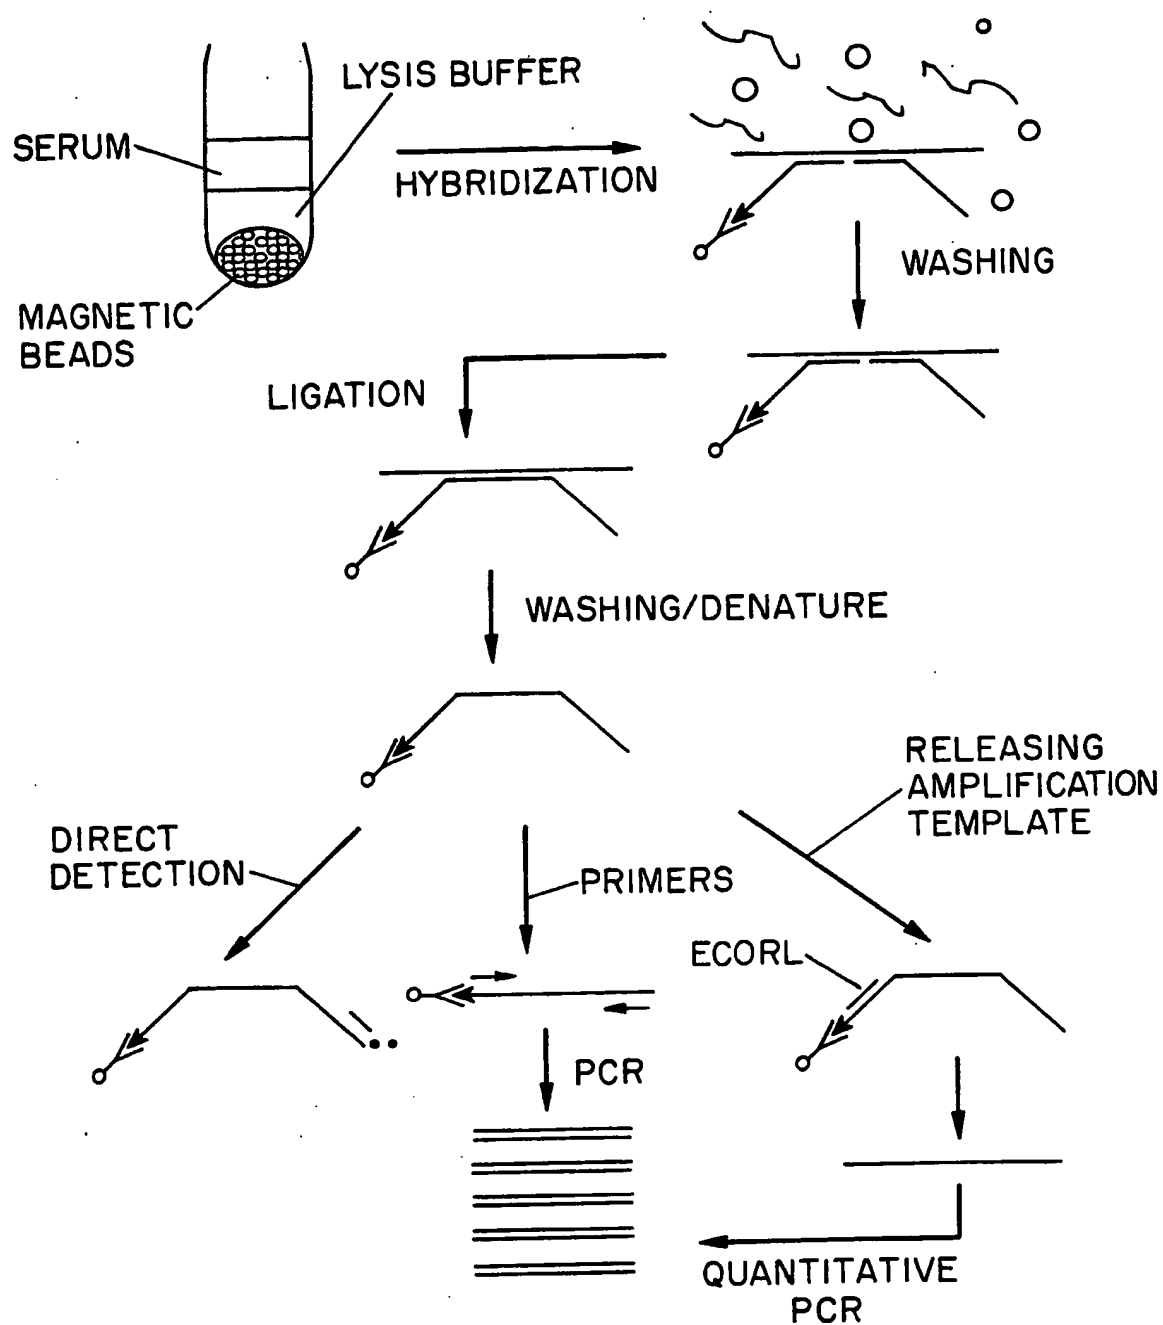 LYSIS BUFFER
SERUM
HYBRIDIZATION
MAGNETIC
BEADS
WASHING
LIGATION
WASHING/DENATURE
RELEASING
AMPLIFICATION
TEMPLATE
DIRECT
DETECTION
PRIMERS
ECORL
PCR
QUANTITATIVE
PCR